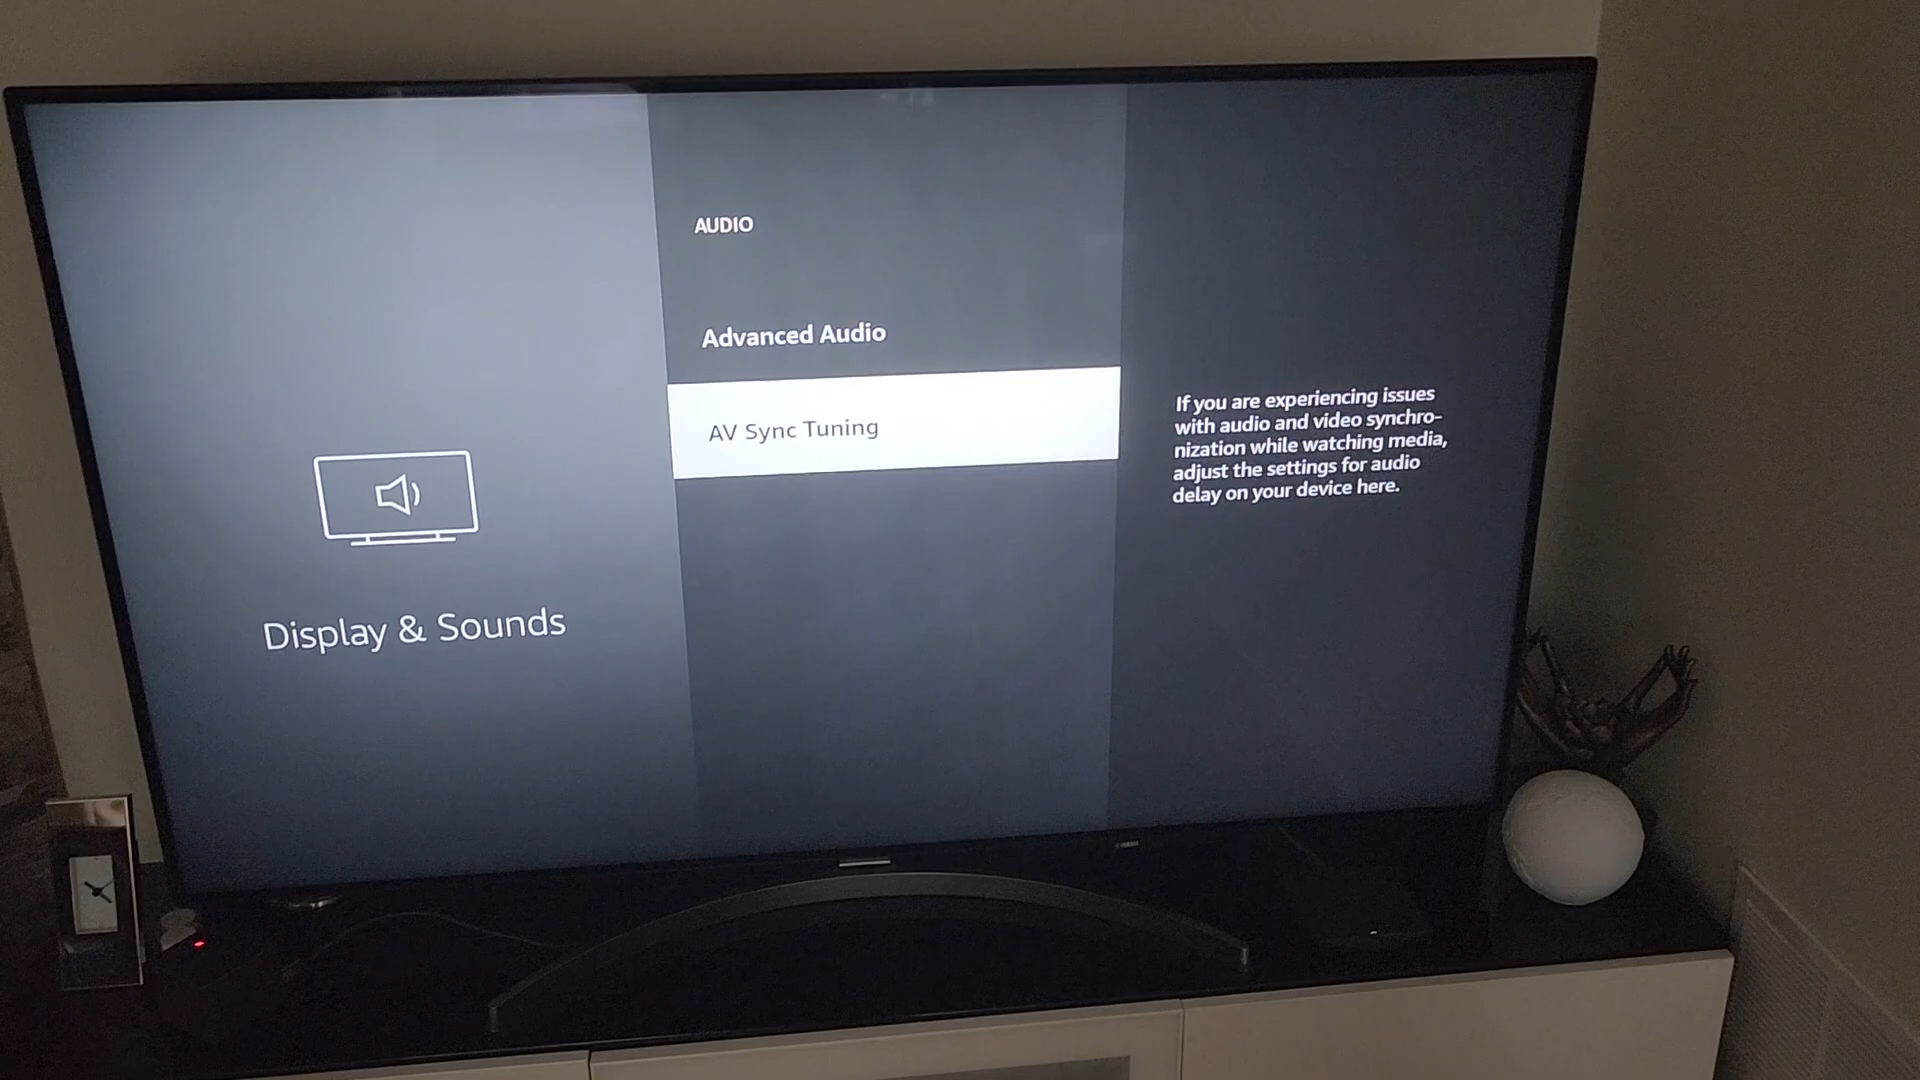 AUDIO
Advanced Audio
AV Sync Tuning
Display & Sounds
If you are experiencing issues
with audio and video synchro-
nization while watching media,
adjust the settings for audio
delay on your device here.